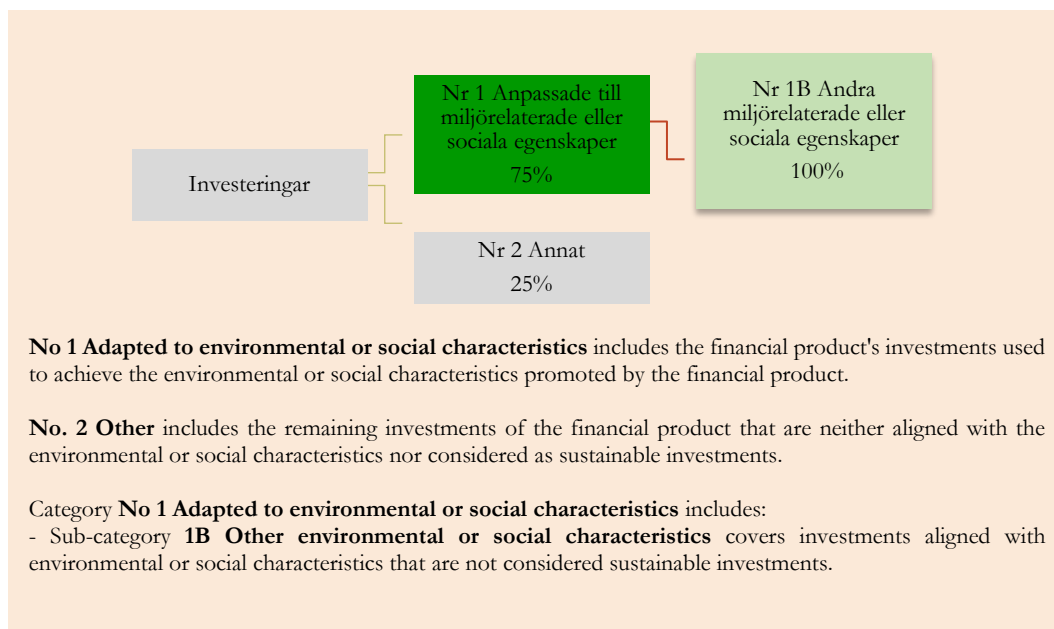 Investeringar
Nr 1 Anpassade till
miljörelaterade eller
sociala egenskaper
75%
Nr 1B Andra
miljörelaterade eller
sociala egenskaper
100%
Nr 2 Annat
25%
No 1 Adapted to environmental or social characteristics includes the financial product's investments used
to achieve the environmental or social characteristics promoted by the financial product.
No. 2 Other includes the remaining investments of the financial product that are neither aligned with the
environmental or social characteristics nor considered as sustainable investments.
Category No 1 Adapted to environmental or social characteristics includes:
- Sub-category 1B Other environmental or social characteristics covers investments aligned with
environmental or social characteristics that are not considered sustainable investments.